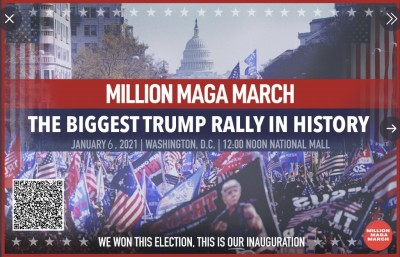 MILLION MAGA MARCH
THE BIGGEST TRUMP RALLY IN HISTORY
JANUARY 6, 2021 | WASHINGTON, D.C. | 12:00 NOON NATIONAL MALL
WE WON THIS ELECTION, THIS IS OUR INAUGURATION
MILLION
MAGA
MARCH